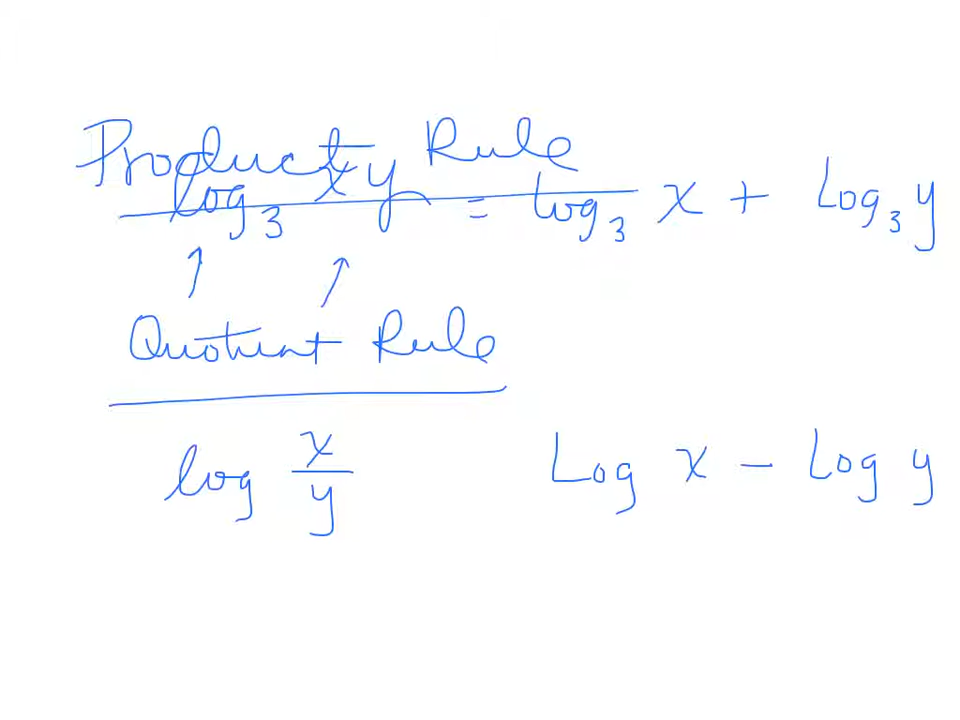 Product Rule
log₃ xy = log₃ x + Log₃ y
Quotient Rule
log x/y Log x - Log y